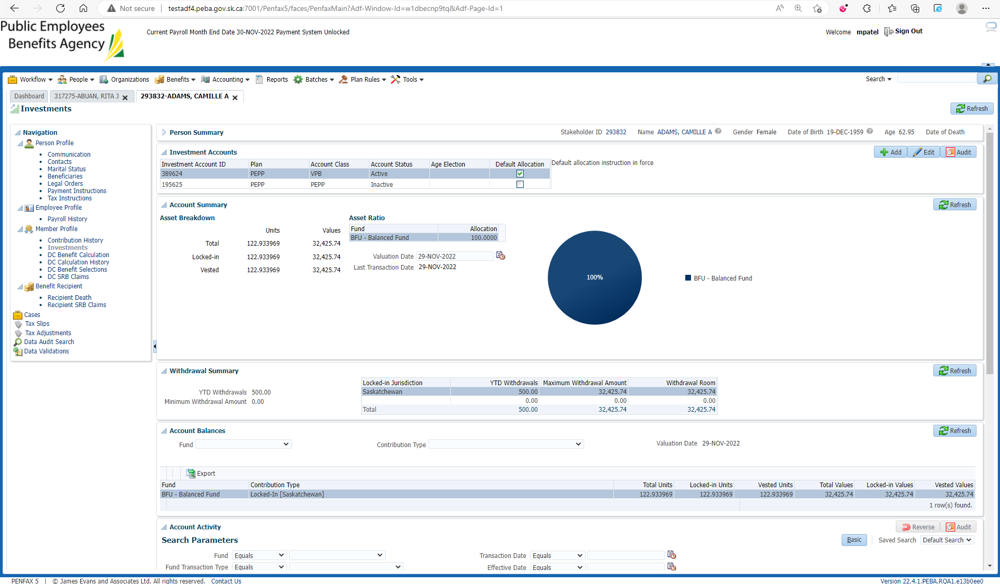 Not secure | testadf4.peba.gov.sk.ca:7001/Penfax5/faces/PenfaxMain?Adf-Window-Id=w1dbecnp9tq&Adf-Page-Id=1
Public Employees
Benefits Agency
Current Payroll Month End Date 30-NOV-2022 Payment System Unlocked
Welcome mpatel Sign Out
Workflow People Organizations Benefits Accounting Reports Batches Plan Rules Tools Search
Dashboard 317275-ABUAN, RITA J 293832-ADAMS, CAMILLE A
Investments Refresh
Navigation
Person Profile
Communication
Contacts
Marital Status
Beneficiaries
Legal Orders
Payment Instructions
Tax Instructions
Employee Profile
Payroll History
Member Profile
Contribution History
Investments
DC Benefit Calculation
DC Calculation History
DC Benefit Selections
DC SRB Claims
Benefit Recipient
Recipient Death
Recipient SRB Claims
Cases
Tax Slips
Tax Adjustments
Data Audit Search
Data Validations
Person Summary Stakeholder ID 293832 Name ADAMS, CAMILLE A Gender Female Date of Birth 19-DEC-1959 Age 62.95 Date of Death
Investment Accounts Add Edit Audit
Investment Account ID Plan Account Class Account Status Age Election Default Allocation Default allocation instruction in force
389624 PEPP VPB Active
195625 PEPP PEPP Inactive
Account Summary Refresh
Asset Breakdown Asset Ratio
Units Values
Fund Allocation
BFU - Balanced Fund 100.0000
Total 122.933969 32,425.74
Locked-in 122.933969 32,425.74
Vested 122.933969 32,425.74
Valuation Date 29-NOV-2022
Last Transaction Date 29-NOV-2022
100%
BFU - Balanced Fund
Withdrawal Summary Refresh
YTD Withdrawals 500.00
Minimum Withdrawal Amount 0.00
Locked-in Jurisdiction YTD Withdrawals Maximum Withdrawal Amount Withdrawal Room
Saskatchewan 500.00 32,425.74 32,425.74
0.00 0.00 0.00
Total 500.00 32,425.74 32,425.74
Account Balances Refresh
Fund Contribution Type Valuation Date 29-NOV-2022
Export
Fund Contribution Type Total Units Locked-in Units Vested Units Total Values Locked-in Values Vested Values
BFU - Balanced Fund Locked-In [Saskatchewan] 122.933969 122.933969 122.933969 32,425.74 32,425.74 32,425.74
1 row(s) found.
Account Activity Reverse Audit
Search Parameters Basic Saved Search Default Search
Fund Equals Transaction Date Equals
Fund Transaction Type Equals Effective Date Equals
PENFAX 5 | © James Evans and Associates Ltd. All rights reserved. Contact Us Version 22.4.1.PEBA.RQA1.e13b0ee0